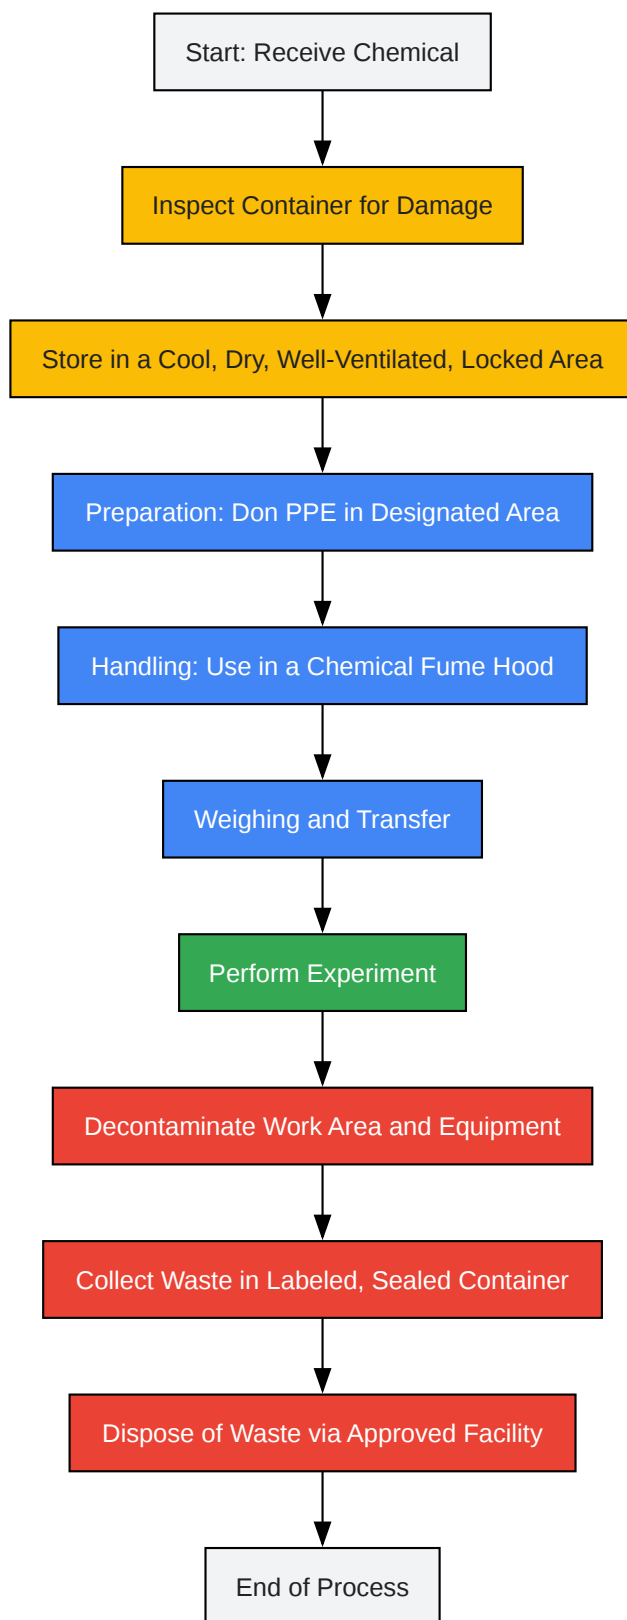 Start: Receive Chemical
Inspect Container for Damage
Store in a Cool, Dry, Well-Ventilated, Locked Area
Preparation: Don PPE in Designated Area
Handling: Use in a Chemical Fume Hood
Weighing and Transfer
Perform Experiment
Decontaminate Work Area and Equipment
Collect Waste in Labeled, Sealed Container
Dispose of Waste via Approved Facility
End of Process